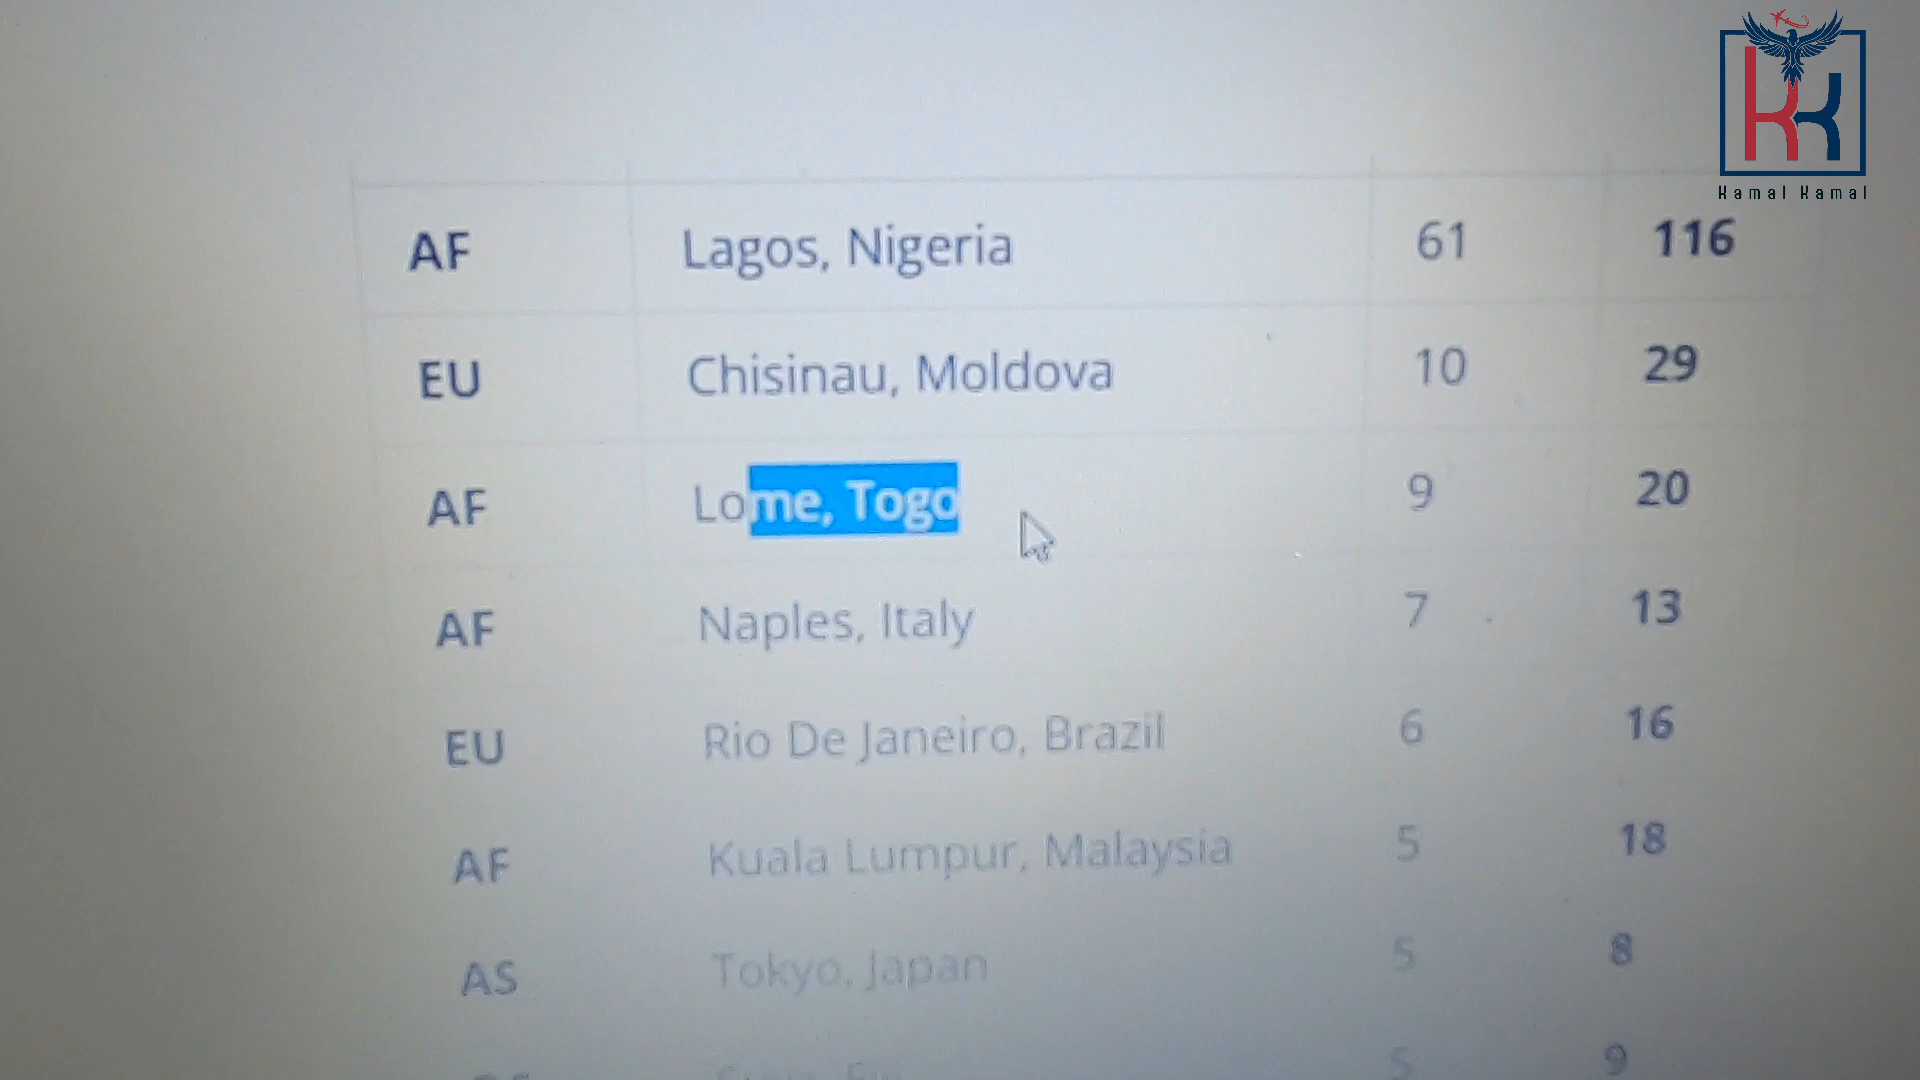 Kamal Kamal
AF Lagos, Nigeria 61 116
EU Chisinau, Moldova 10 29
AF Lome, Togo 9 20
AF Naples, Italy 7 13
EU Rio De Janeiro, Brazil 6 16
AF Kuala Lumpur, Malaysia 5 18
AS Tokyo, Japan 5 8
5 9